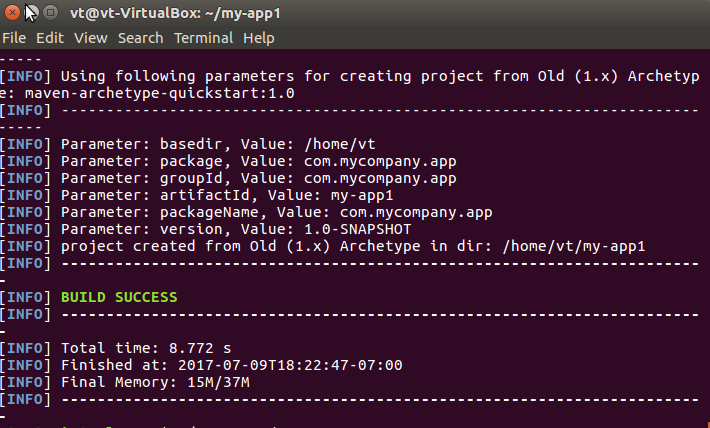 vt@vt-VirtualBox: ~/my-app1
File Edit View Search Terminal Help
-----
[INFO] Using following parameters for creating project from Old (1.x) Archetyp
e: maven-archetype-quickstart:1.0
[INFO] -----------------------------------------------------------------------
-----
[INFO] Parameter: basedir, Value: /home/vt
[INFO] Parameter: package, Value: com.mycompany.app
[INFO] Parameter: groupId, Value: com.mycompany.app
[INFO] Parameter: artifactId, Value: my-app1
[INFO] Parameter: packageName, Value: com.mycompany.app
[INFO] Parameter: version, Value: 1.0-SNAPSHOT
[INFO] project created from Old (1.x) Archetype in dir: /home/vt/my-app1
[INFO] -----------------------------------------------------------------------
-
[INFO] BUILD SUCCESS
[INFO] -----------------------------------------------------------------------
-
[INFO] Total time: 8.772 s
[INFO] Finished at: 2017-07-09T18:22:47-07:00
[INFO] Final Memory: 15M/37M
[INFO] -----------------------------------------------------------------------
-